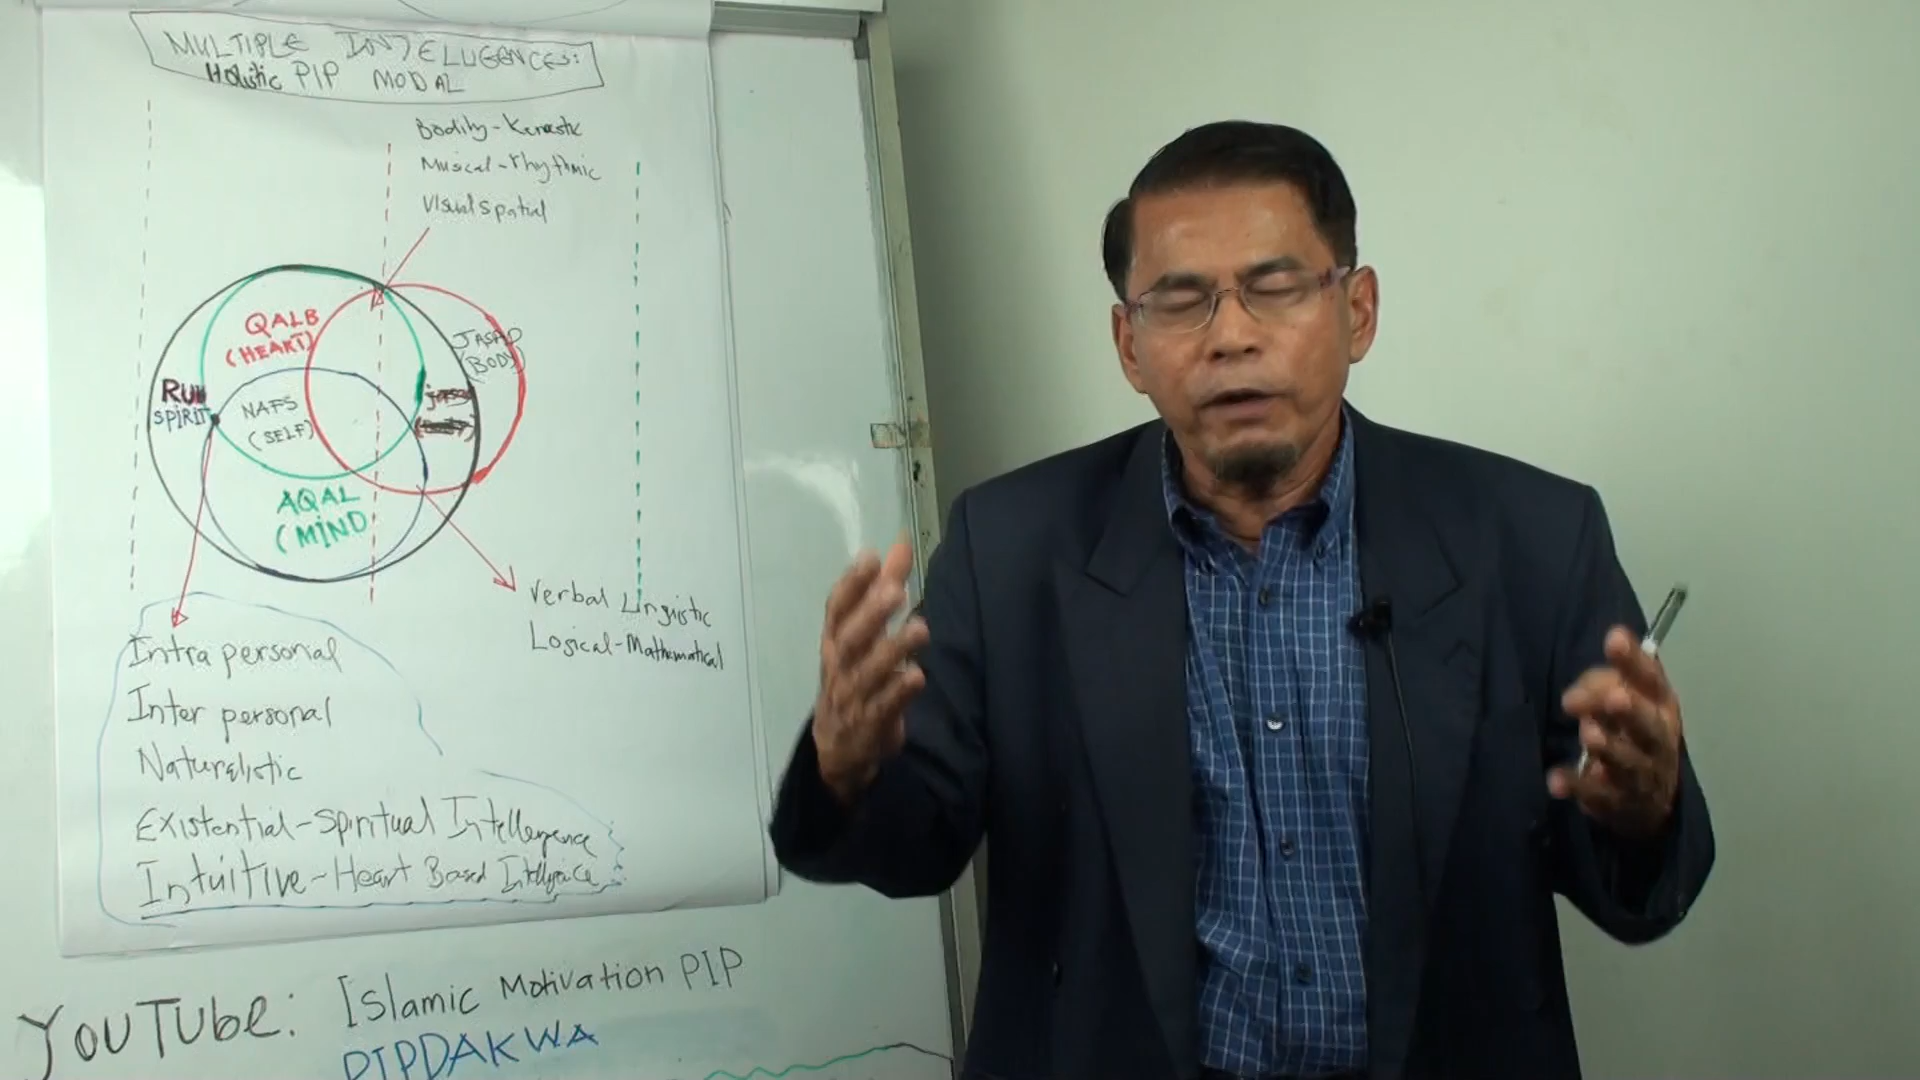 MULTIPLE INTELLIGENCES:
Holistic PIP MODAL
Bodily-Kenestic
Musical-rhythmic
Visual spatial
QALB
(HEART)
JASAD
(BODY)
RUH
SPIRIT
NAFS
(SELF)
AQAL
(MIND
Verbal Linguistic
Logical-Mathematical
Intra personal
Inter personal
Naturalistic
Existential-Spiritual Intellegence
Intuitive-Heart Based Intelligence
YOUTUBE: Islamic Motivation PIP
PIPDAKWA